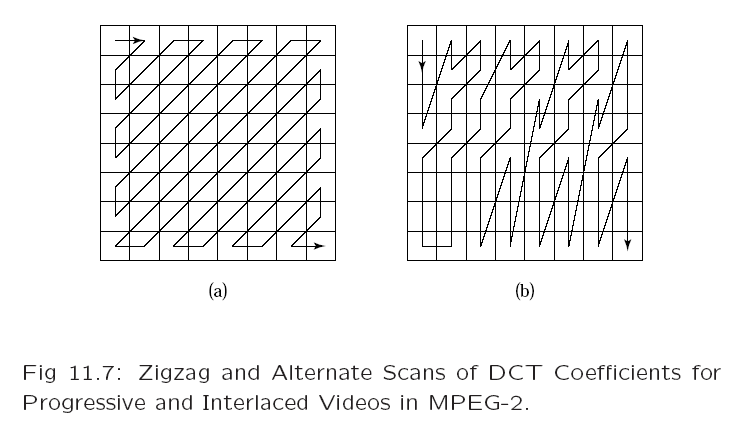 (a) (b)
Fig 11.7: Zigzag and Alternate Scans of DCT Coefficients for
Progressive and Interlaced Videos in MPEG-2.